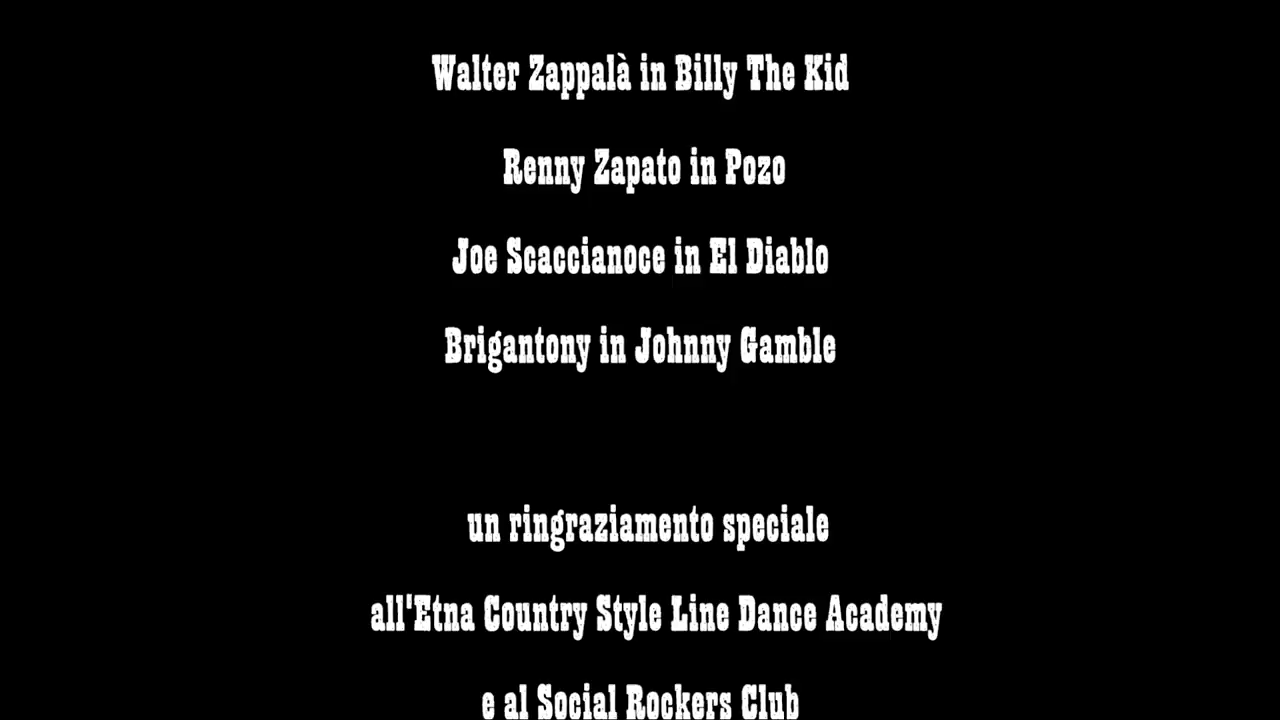 Walter Zappalà in Billy The Kid
Renny Zapato in Pozo
Joe Scaccianoce in El Diablo
Brigantony in Johnny Gamble
un ringraziamento speciale
all'Etna Country Style Line Dance Academy
e al Social Rockers Club